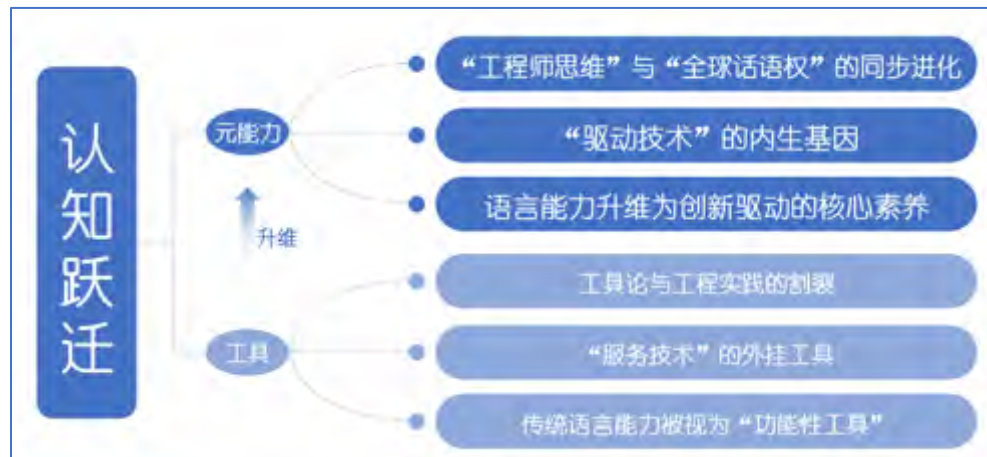 认知跃迁
元能力
升维
工具
“工程师思维”与“全球话语权”的同步进化
“驱动技术”的内生基因
语言能力升维为创新驱动的核心素养
工具论与工程实践的割裂
“服务技术”的外挂工具
传统语言能力被视为“功能性工具”